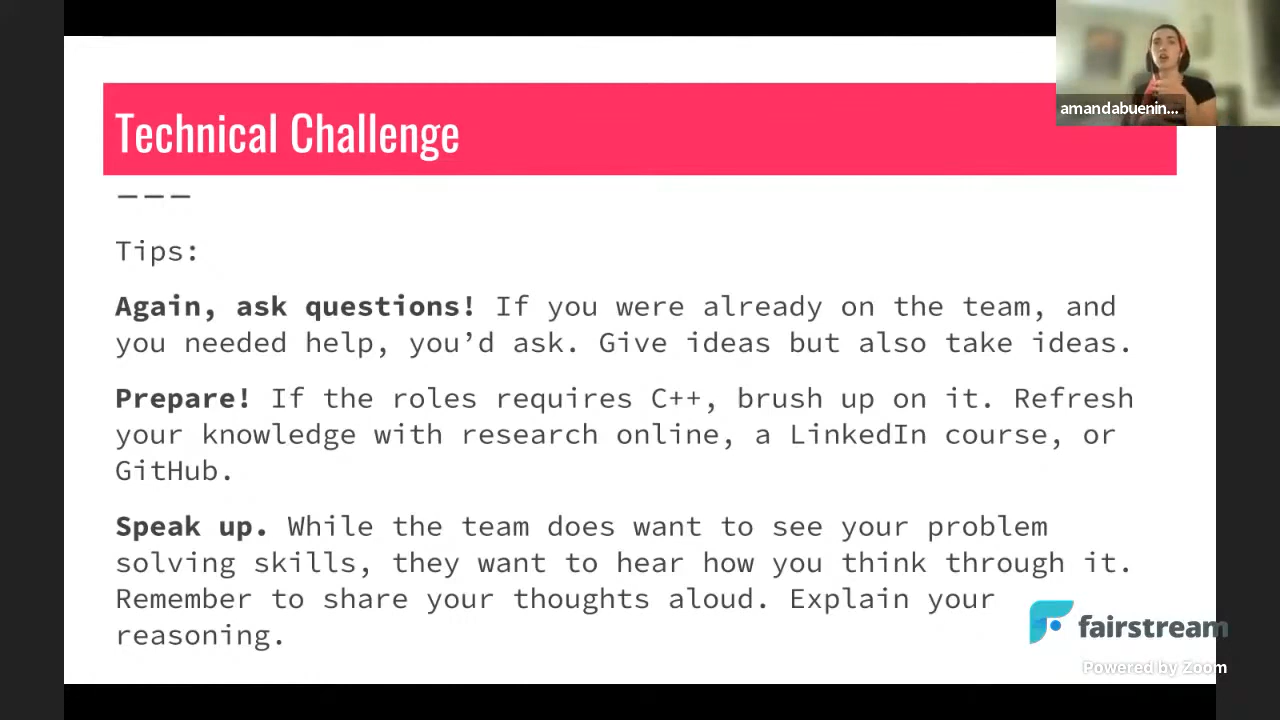 Technical Challenge
Tips:
Again, ask questions! If you were already on the team, and
you needed help, you’d ask. Give ideas but also take ideas.
Prepare! If the roles requires C++, brush up on it. Refresh
your knowledge with research online, a LinkedIn course, or
GitHub.
Speak up. While the team does want to see your problem
solving skills, they want to hear how you think through it.
Remember to share your thoughts aloud. Explain your
reasoning.
amandabuenin...
fairstream
Powered by Zoom